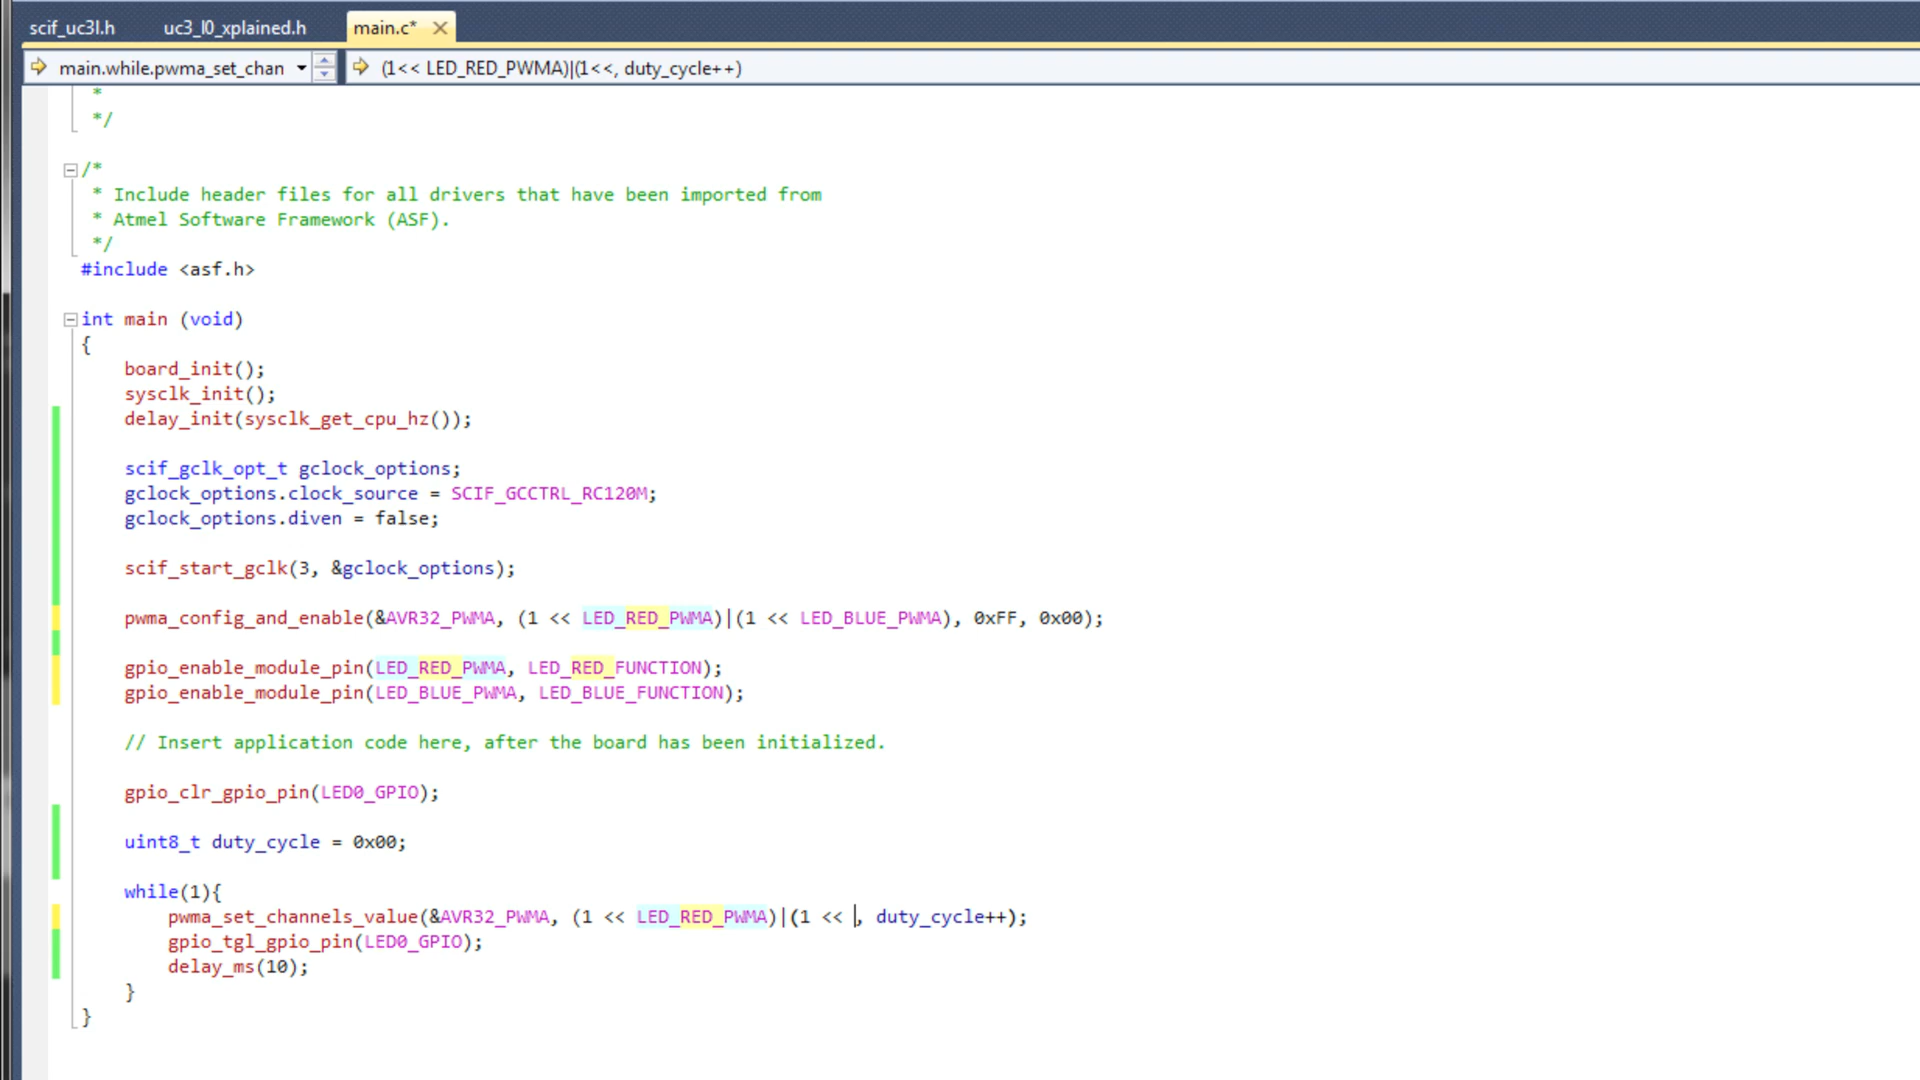 scif_uc3l.h uc3_l0_xplained.h main.c*
main.while.pwma_set_chan (1<< LED_RED_PWMA)|(1<<, duty_cycle++)
*
*/
/*
* Include header files for all drivers that have been imported from
* Atmel Software Framework (ASF).
*/
#include <asf.h>
int main (void)
{
board_init();
sysclk_init();
delay_init(sysclk_get_cpu_hz());
scif_gclk_opt_t gclock_options;
gclock_options.clock_source = SCIF_GCCTRL_RC120M;
gclock_options.diven = false;
scif_start_gclk(3, &gclock_options);
pwma_config_and_enable(&AVR32_PWMA, (1 << LED_RED_PWMA)|(1 << LED_BLUE_PWMA), 0xFF, 0x00);
gpio_enable_module_pin(LED_RED_PWMA, LED_RED_FUNCTION);
gpio_enable_module_pin(LED_BLUE_PWMA, LED_BLUE_FUNCTION);
// Insert application code here, after the board has been initialized.
gpio_clr_gpio_pin(LED0_GPIO);
uint8_t duty_cycle = 0x00;
while(1){
pwma_set_channels_value(&AVR32_PWMA, (1 << LED_RED_PWMA)|(1 << , duty_cycle++);
gpio_tgl_gpio_pin(LED0_GPIO);
delay_ms(10);
}
}